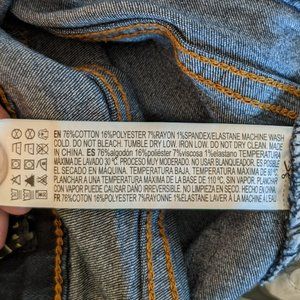 EN 76%COTTON 16%POLYESTER 7%RAYON 1%SPANDEX/ELASTANE MACHINE WASH
COLD. DO NOT BLEACH. TUMBLE DRY LOW. IRON LOW. DO NOT DRY CLEAN. MADE
IN CHINA. ES 76%algodón 16%poliéster 7%viscosa 1%elastano TEMPERATURA
MÁXIMA DE LAVADO 30 ºC. PROCESO MUY MODERADO. NO USAR BLANQUEADOR. ES POSIBLE
EL SECADO EN MÁQUINA. TEMPERATURA BAJA, TEMPERATURA MÁXIMA DE 60 ºC
PLANCHAR A UNA TEMPERATURA MÁXIMA DE LA BASE DE 110 ºC, SIN VAPOR. PLANCHAR
CON VAPOR PUEDE CAUSAR DAÑO IRREVERSIBLE. NO LIMPIEZA EN SECO. HECHO EN CHINA
FR 76%COTON 16%POLYESTER 7%RAYONNE 1%ELASTANE LAVER À LA MACHINE À L'EAU